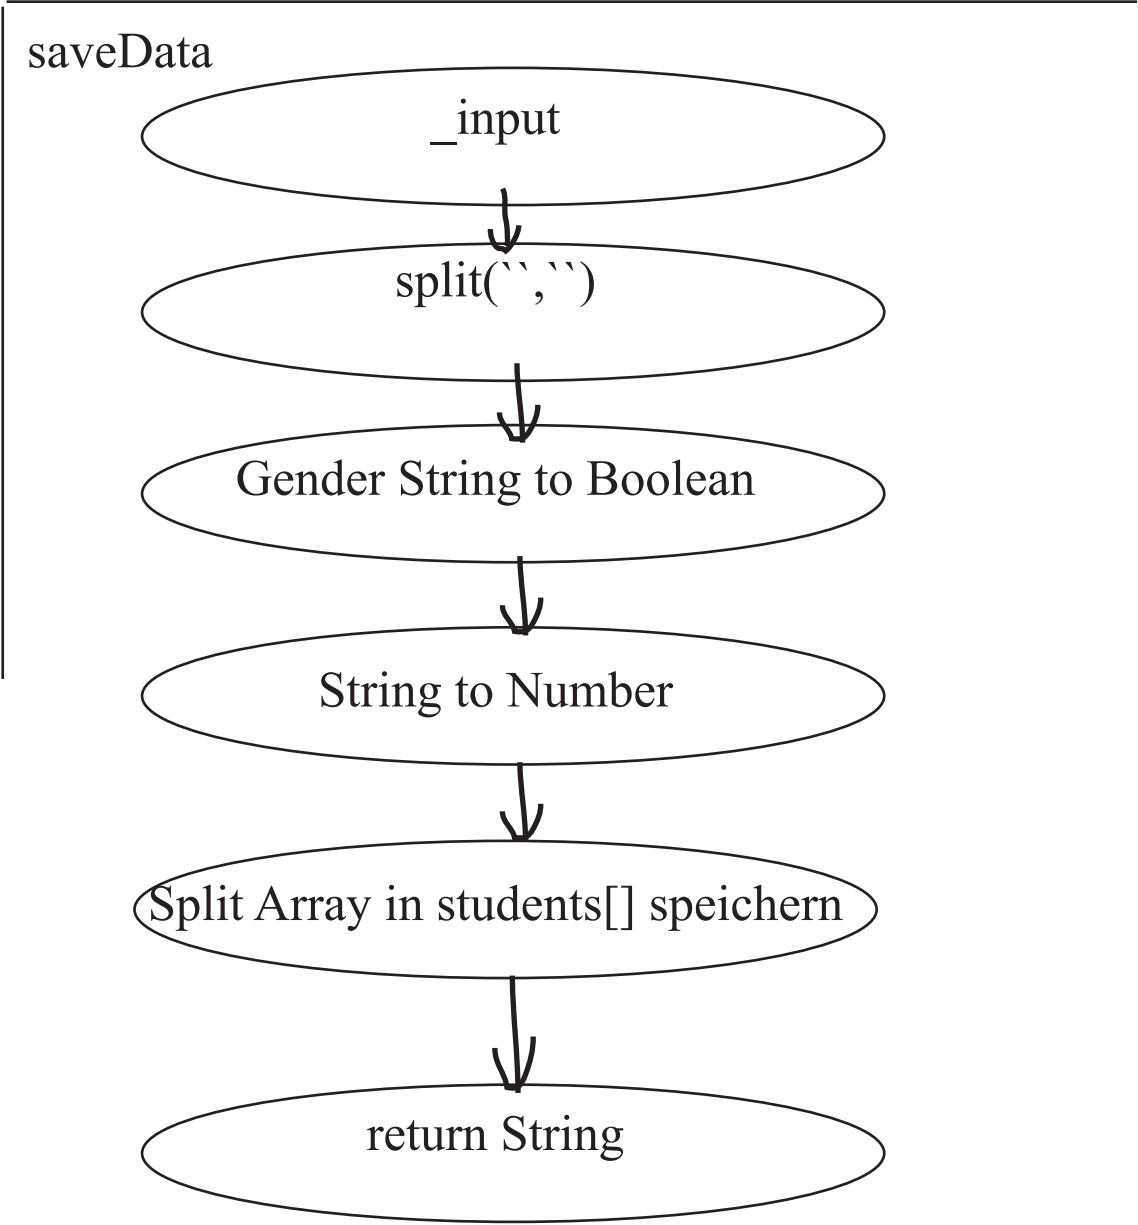 saveData
_input
split(``,``)
Gender String to Boolean
String to Number
Split Array in students[] speichern
return String